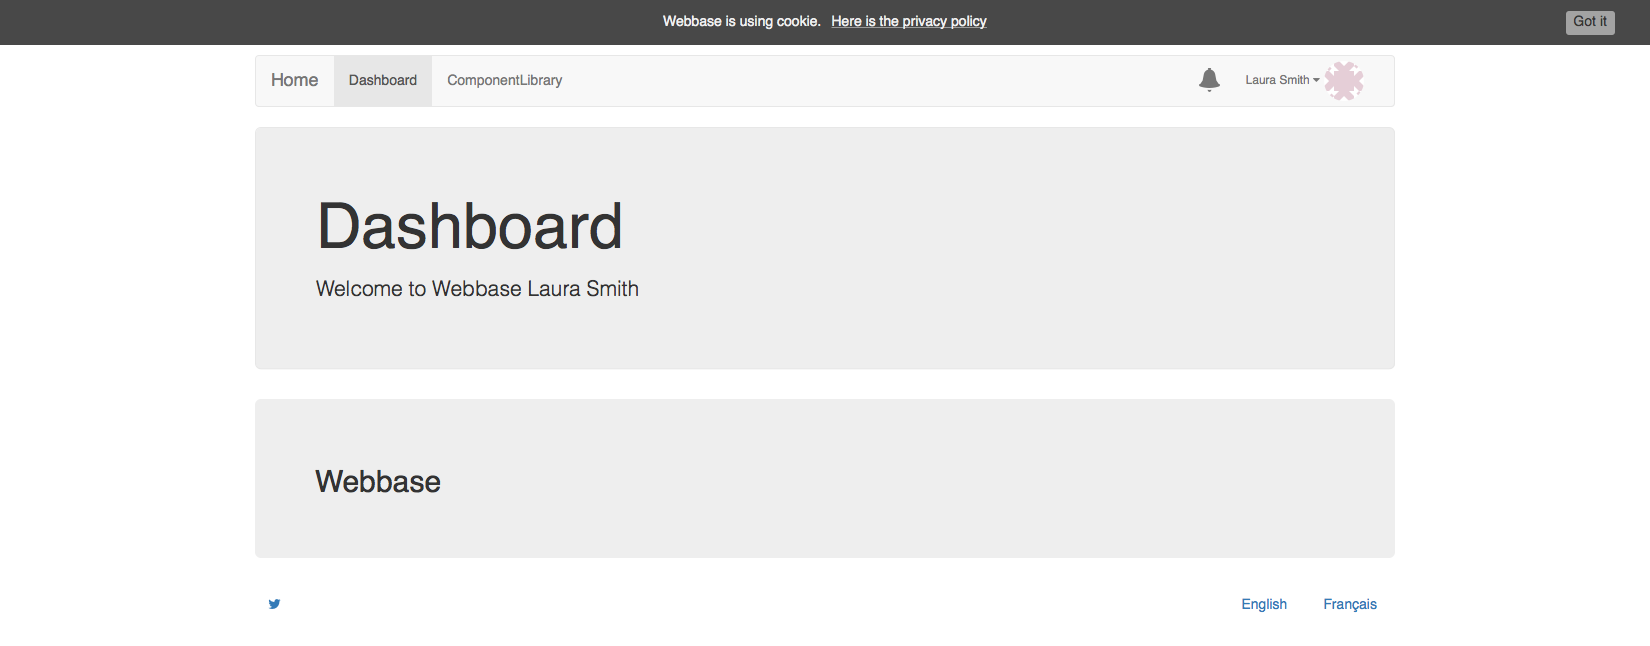 Webbase is using cookie. Here is the privacy policy
Got it
Home Dashboard ComponentLibrary Laura Smith
Dashboard
Welcome to Webbase Laura Smith
Webbase
English Français